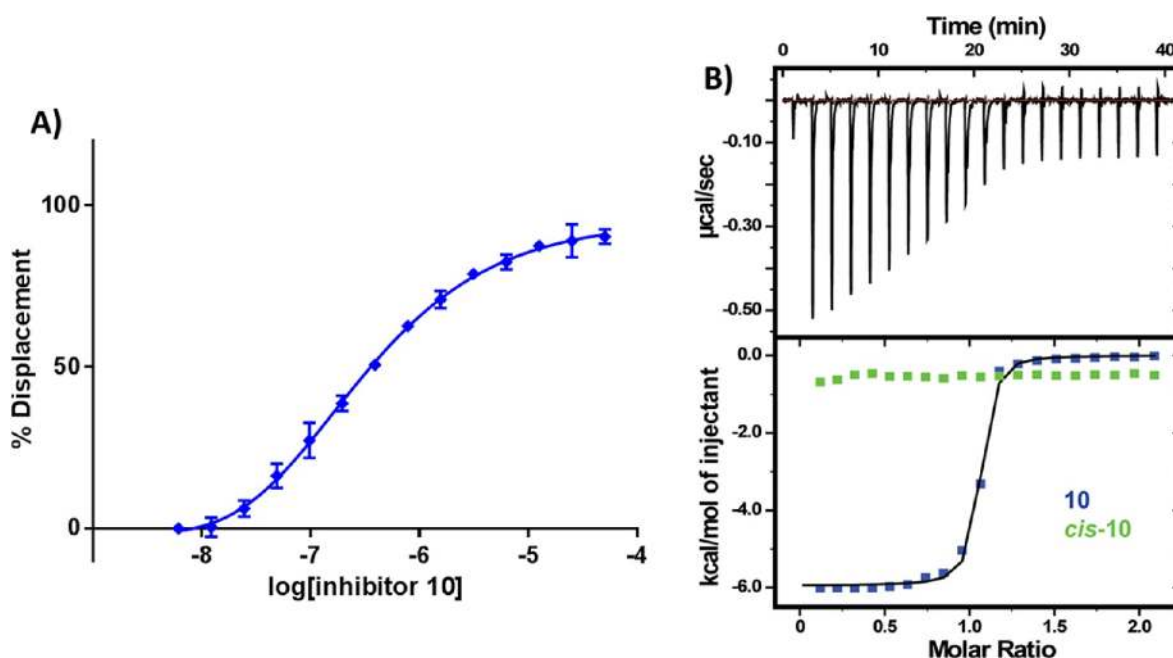 A)
% Displacement
100
50
0
-8
-7
-6
-5
-4
log[inhibitor 10]
B)
Time (min)
0
10
20
30
40
µcal/sec
-0.10
-0.30
-0.50
kcal/mol of injectant
0.0
-2.0
-4.0
-6.0
10
cis-10
0
0.5
1.0
1.5
2.0
Molar Ratio